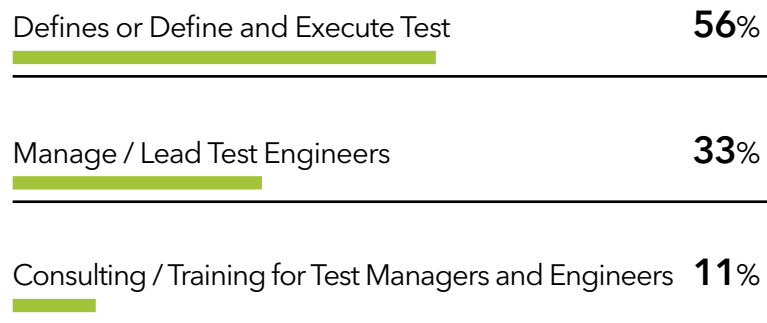 Defines or Define and Execute Test 56%
Manage / Lead Test Engineers 33%
Consulting / Training for Test Managers and Engineers 11%